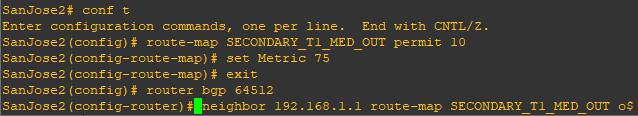 SanJose2# conf t
Enter configuration commands, one per line.  End with CNTL/Z.
SanJose2(config)# route-map SECONDARY_T1_MED_OUT permit 10
SanJose2(config-route-map)# set Metric 75
SanJose2(config-route-map)# exit
SanJose2(config)# router bgp 64512
SanJose2(config-router)#neighbor 192.168.1.1 route-map SECONDARY_T1_MED_OUT o$